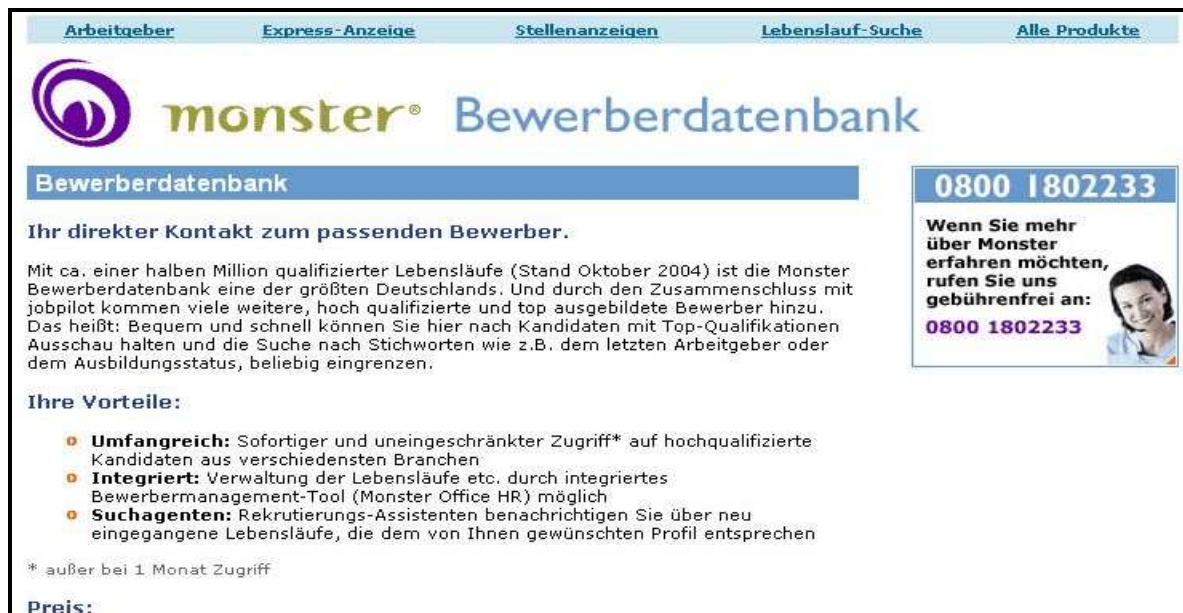 Arbeitgeber Express-Anzeige Stellenanzeigen Lebenslauf-Suche Alle Produkte
monster® Bewerberdatenbank
Bewerberdatenbank
Ihr direkter Kontakt zum passenden Bewerber.
Mit ca. einer halben Million qualifizierter Lebensläufe (Stand Oktober 2004) ist die Monster
Bewerberdatenbank eine der größten Deutschlands. Und durch den Zusammenschluss mit
jobpilot kommen viele weitere, hoch qualifizierte und top ausgebildete Bewerber hinzu.
Das heißt: Bequem und schnell können Sie hier nach Kandidaten mit Top-Qualifikationen
Ausschau halten und die Suche nach Stichworten wie z.B. dem letzten Arbeitgeber oder
dem Ausbildungsstatus, beliebig eingrenzen.
Ihre Vorteile:
Umfangreich: Sofortiger und uneingeschränkter Zugriff* auf hochqualifizierte
Kandidaten aus verschiedensten Branchen
Integriert: Verwaltung der Lebensläufe etc. durch integriertes
Bewerbermanagement-Tool (Monster Office HR) möglich
Suchagenten: Rekrutierungs-Assistenten benachrichtigen Sie über neu
eingegangene Lebensläufe, die dem von Ihnen gewünschten Profil entsprechen
* außer bei 1 Monat Zugriff
Preis:
0800 1802233
Wenn Sie mehr
über Monster
erfahren möchten,
rufen Sie uns
gebührenfrei an:
0800 1802233